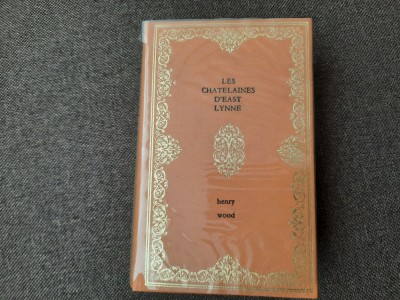 LES
CHATELAINES
D'EAST
LYNNE
henry
wood